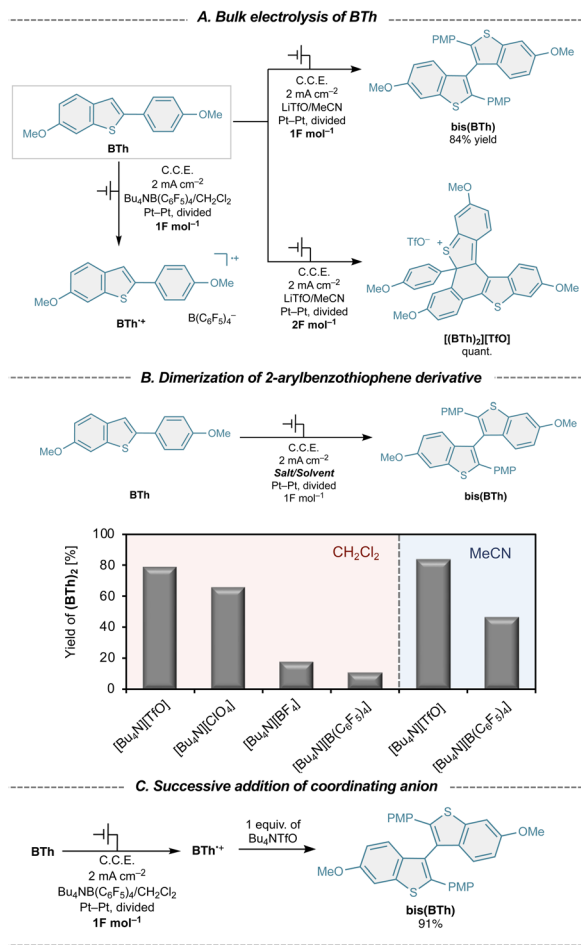 A. Bulk electrolysis of BTh
MeO
S
OMe
BTh
C.C.E.
2 mA cm⁻²
LiTfO/MeCN
Pt–Pt, divided
1F mol⁻¹
PMP
S
OMe
MeO
S
PMP
bis(BTh)
84% yield
C.C.E.
2 mA cm⁻²
Bu₄NB(C₆F₅)₄/CH₂Cl₂
Pt–Pt, divided
1F mol⁻¹
MeO
S
OMe
•+
B(C₆F₅)₄⁻
BTh•+
C.C.E.
2 mA cm⁻²
LiTfO/MeCN
Pt–Pt, divided
2F mol⁻¹
MeO
TfO⁻
+
S
OMe
MeO
S
[(BTh)₂][TfO]
quant.
B. Dimerization of 2-arylbenzothiophene derivative
MeO
S
OMe
BTh
C.C.E.
2 mA cm⁻²
Salt/Solvent
Pt–Pt, divided
1F mol⁻¹
PMP
S
OMe
MeO
S
PMP
bis(BTh)
Yield of (BTh)₂ [%]
100
80
60
40
20
0
CH₂Cl₂
MeCN
[Bu₄N][TfO]
[Bu₄N][ClO₄]
[Bu₄N][BF₄]
[Bu₄N][B(C₆F₅)₄]
[Bu₄N][TfO]
[Bu₄N][B(C₆F₅)₄]
C. Successive addition of coordinating anion
BTh
C.C.E.
2 mA cm⁻²
Bu₄NB(C₆F₅)₄/CH₂Cl₂
Pt–Pt, divided
1F mol⁻¹
BTh•+
1 equiv. of
Bu₄NTfO
PMP
S
OMe
MeO
S
PMP
bis(BTh)
91%